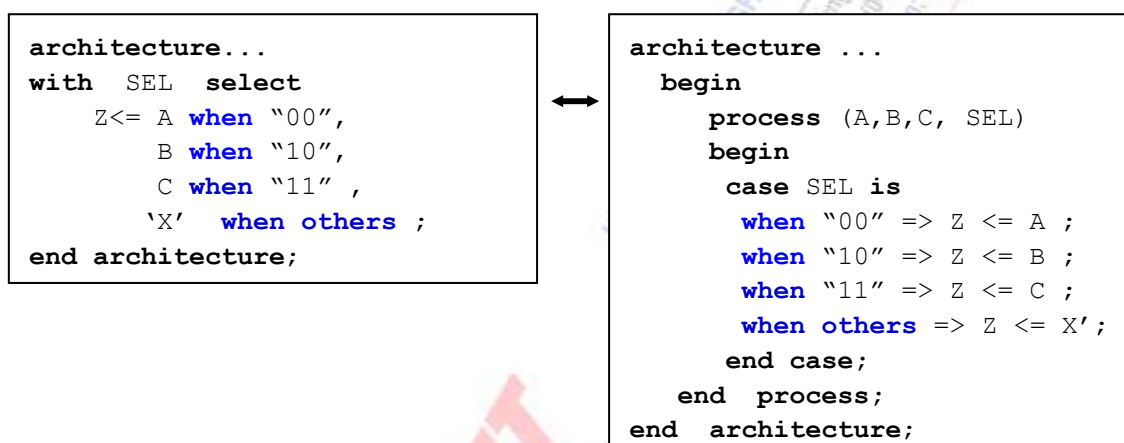 architecture...
with SEL select
Z<= A when “00”,
B when “10”,
C when “11” ,
‘X’ when others ;
end architecture;
architecture ...
begin
process (A,B,C, SEL)
begin
case SEL is
when “00” => Z <= A ;
when “10” => Z <= B ;
when “11” => Z <= C ;
when others => Z <= X’;
end case;
end process;
end architecture;